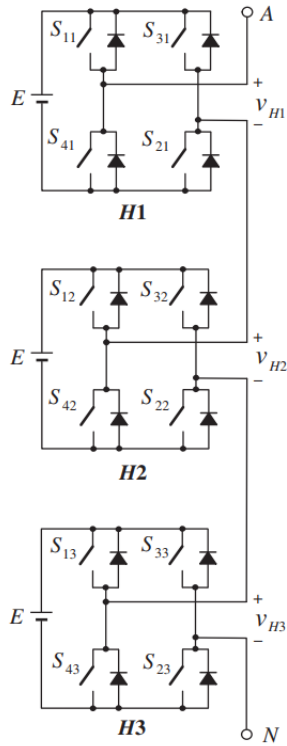 S11 S31 A
+
E vH1
−
S41 S21
H1
S12 S32
+
E vH2
−
S42 S22
H2
S13 S33
+
E vH3
−
S43 S23
H3 N